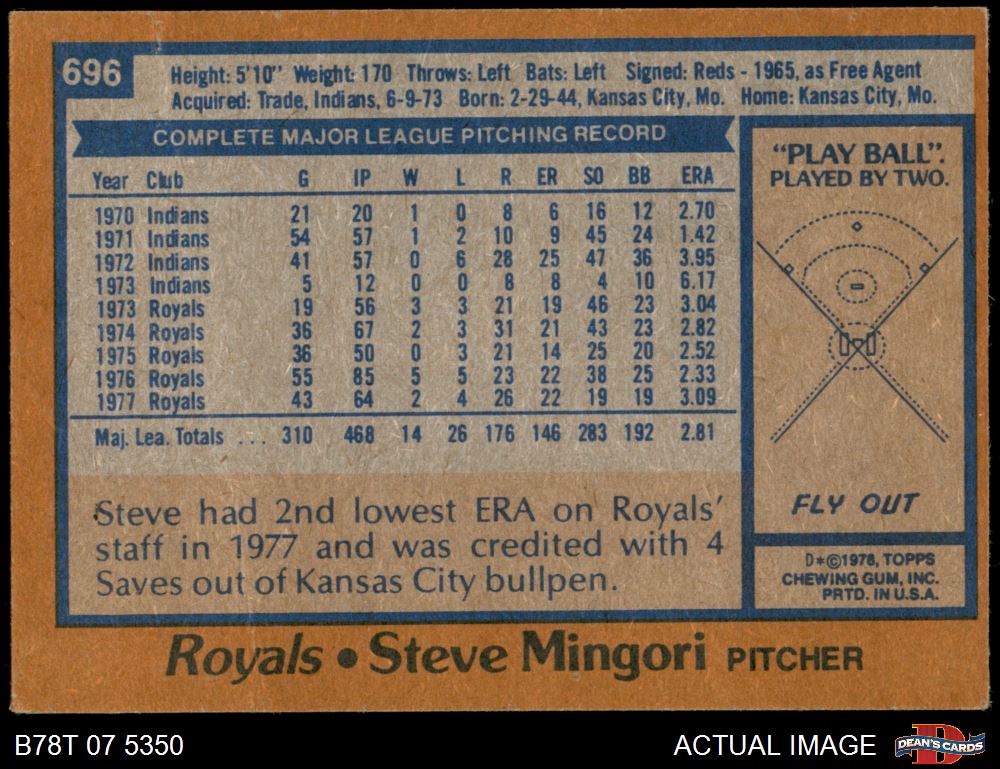 696
Height: 5'10" Weight: 170 Throws: Left Bats: Left Signed: Reds - 1965, as Free Agent
Acquired: Trade, Indians, 6-9-73 Born: 2-29-44, Kansas City, Mo. Home: Kansas City, Mo.
COMPLETE MAJOR LEAGUE PITCHING RECORD
Year Club G IP W L R ER SO BB ERA
1970 Indians 21 20 1 0 8 6 16 12 2.70
1971 Indians 54 57 1 2 10 9 45 24 1.42
1972 Indians 41 57 0 6 28 25 47 36 3.95
1973 Indians 5 12 0 0 8 8 4 10 6.17
1973 Royals 19 56 3 3 21 19 46 23 3.04
1974 Royals 36 67 2 3 31 21 43 23 2.82
1975 Royals 36 50 0 3 21 14 25 20 2.52
1976 Royals 55 85 5 5 23 22 38 25 2.33
1977 Royals 43 64 2 4 26 22 19 19 3.09
Maj. Lea. Totals ... 310 468 14 26 176 146 283 192 2.81
Steve had 2nd lowest ERA on Royals'
staff in 1977 and was credited with 4
Saves out of Kansas City bullpen.
"PLAY BALL".
PLAYED BY TWO.
FLY OUT
D*©1978, TOPPS
CHEWING GUM, INC.
PRTD. IN U.S.A.
Royals • Steve Mingori PITCHER
B78T 07 5350
ACTUAL IMAGE
D
DEAN'S CARDS